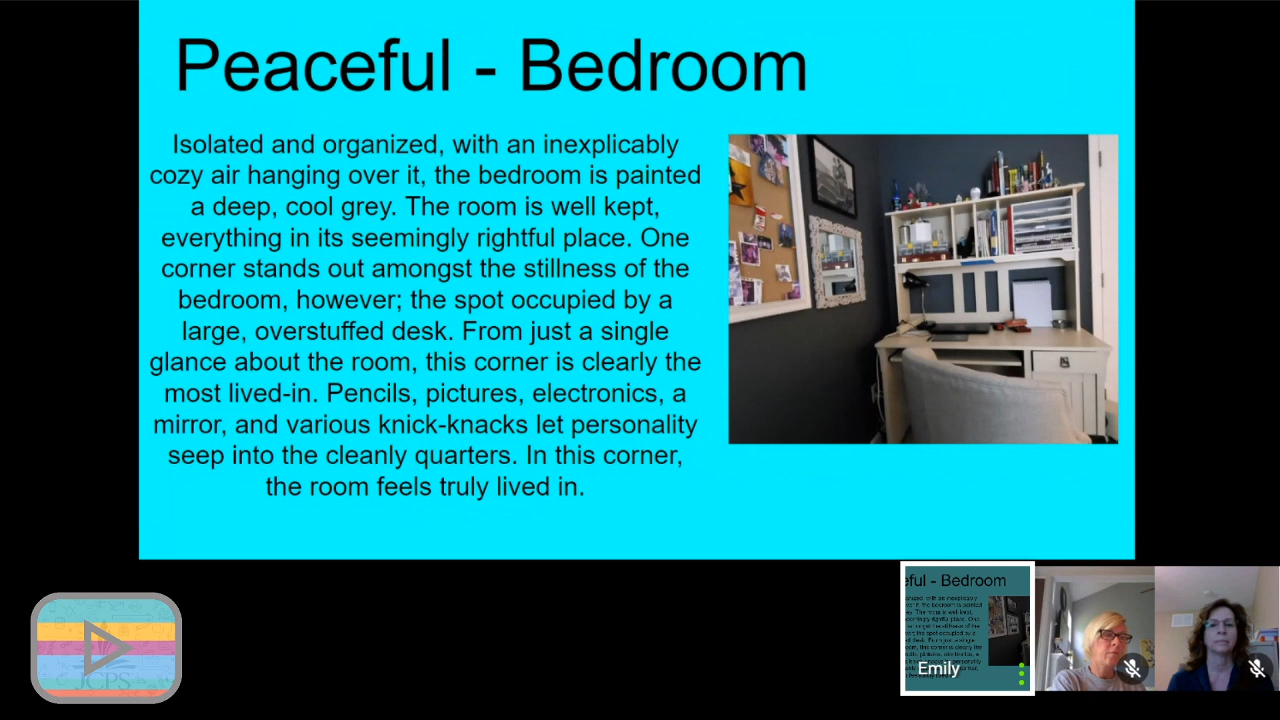 Peaceful - Bedroom
Isolated and organized, with an inexplicably
cozy air hanging over it, the bedroom is painted
a deep, cool grey. The room is well kept,
everything in its seemingly rightful place. One
corner stands out amongst the stillness of the
bedroom, however; the spot occupied by a
large, overstuffed desk. From just a single
glance about the room, this corner is clearly the
most lived-in. Pencils, pictures, electronics, a
mirror, and various knick-knacks let personality
seep into the cleanly quarters. In this corner,
the room feels truly lived in.
eful - Bedroom
Emily
JCPS